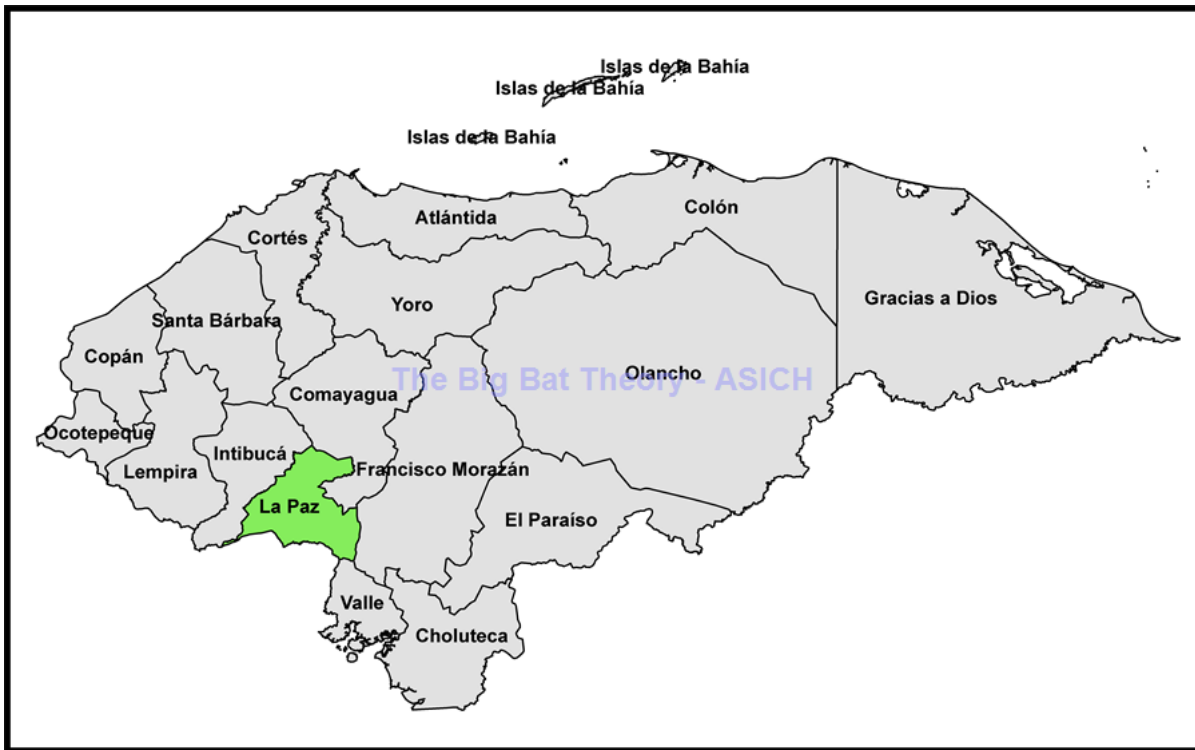 Islas de la Bahía
Islas de la Bahía
Islas de la Bahía
Atlántida
Colón
Cortés
Yoro
Gracias a Dios
Santa Bárbara
Copán
Olancho
The Big Bat Theory - ASICH
Comayagua
Ocotepeque
Intibucá
Lempira
Francisco Morazán
La Paz
El Paraíso
Valle
Choluteca